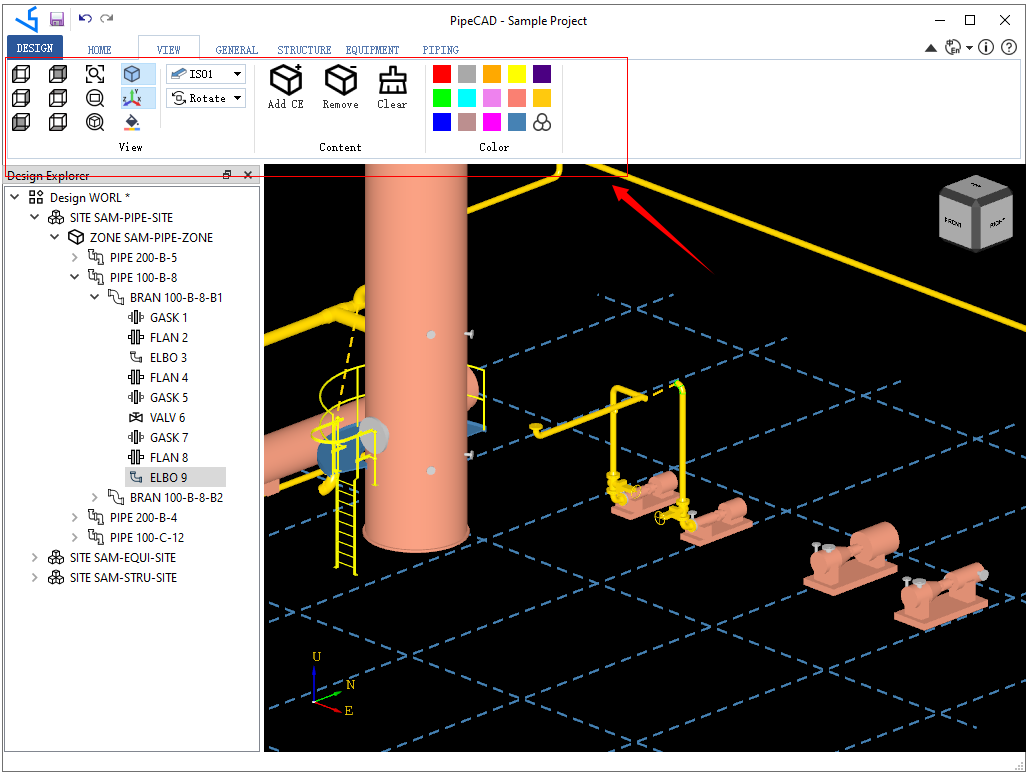 PipeCAD - Sample Project
DESIGN HOME VIEW GENERAL STRUCTURE EQUIPMENT PIPING
En
ISO1
Rotate
Add CE Remove Clear
View Content Color
Design Explorer
Design WORL *
SITE SAM-PIPE-SITE
ZONE SAM-PIPE-ZONE
PIPE 200-B-5
PIPE 100-B-8
BRAN 100-B-8-B1
GASK 1
FLAN 2
ELBO 3
FLAN 4
GASK 5
VALV 6
GASK 7
FLAN 8
ELBO 9
BRAN 100-B-8-B2
PIPE 200-B-4
PIPE 100-C-12
SITE SAM-EQUI-SITE
SITE SAM-STRU-SITE
FRONT RIGHT
U
N
E